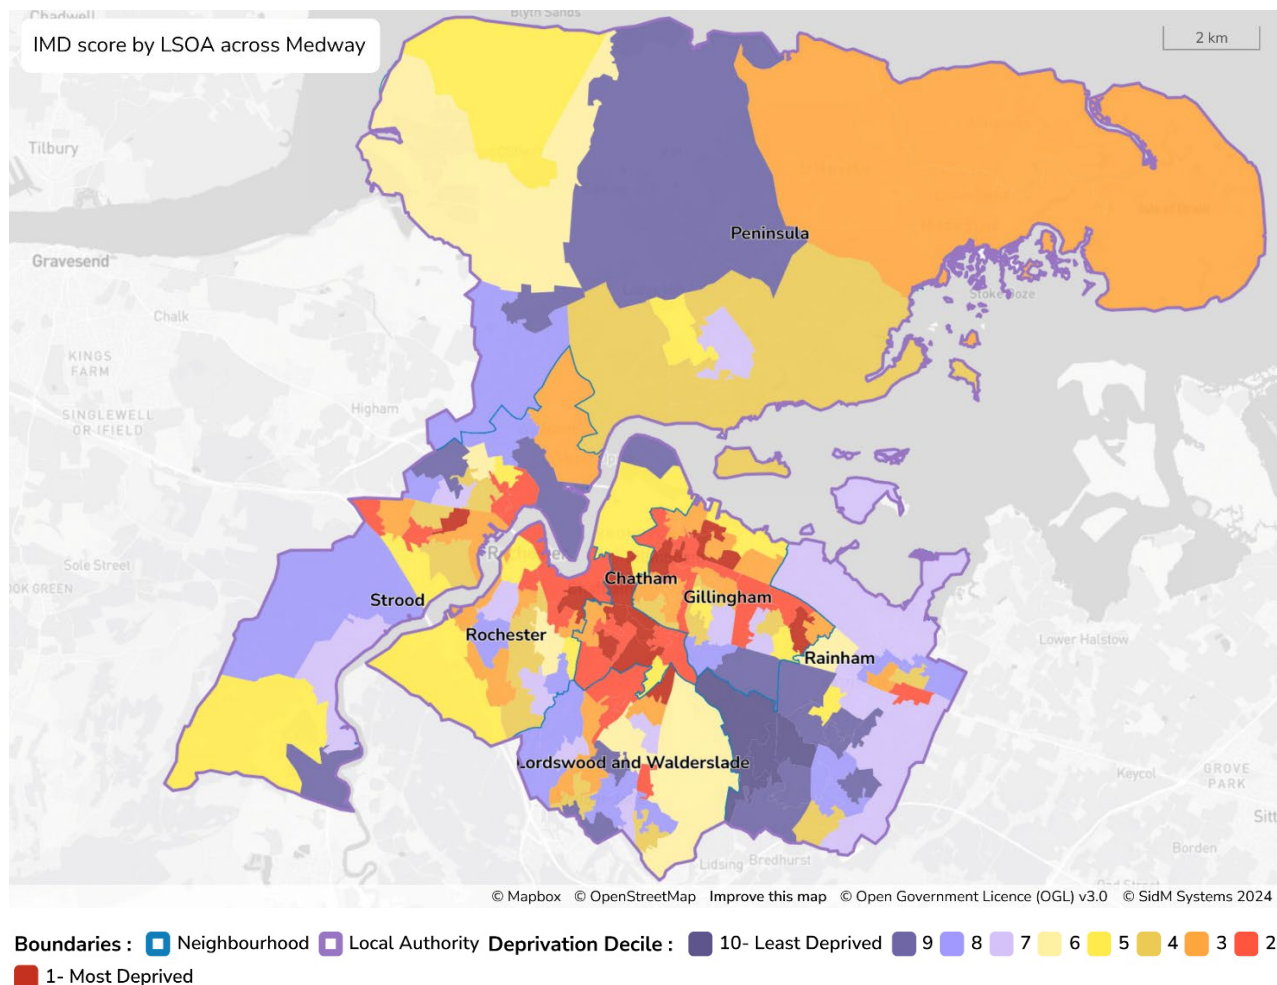 Chadwell
Blyth Sands
IMD score by LSOA across Medway
2 km
Tilbury
Peninsula
Gravesend
Stoke Ooze
Chalk
KINGS
FARM
Higham
SINGLEWELL
OR IFIELD
Sole Street
OOK GREEN
Chatham
Strood
Gillingham
Rochester
Lower Halstow
Rainham
Lordswood and Walderslade
Keycol
GROVE
PARK
Sitt
Borden
Lidsing Bredhurst
© Mapbox © OpenStreetMap Improve this map © Open Government Licence (OGL) v3.0 © SidM Systems 2024
Boundaries : Neighbourhood Local Authority Deprivation Decile : 10- Least Deprived 9 8 7 6 5 4 3 2
1- Most Deprived